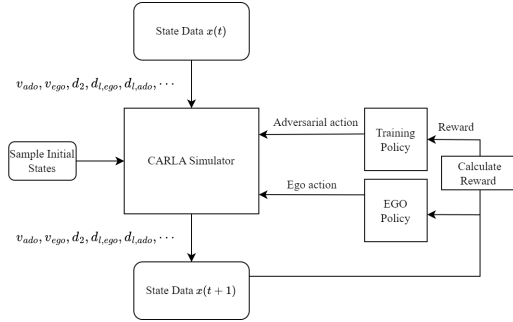 State Data x(t)
v_ado, v_ego, d_2, d_l,ego, d_l,ado, ···
Adversarial action
Training
Policy
Reward
Sample Initial
States
CARLA Simulator
Calculate
Reward
Ego action
EGO
Policy
v_ado, v_ego, d_2, d_l,ego, d_l,ado, ···
State Data x(t + 1)